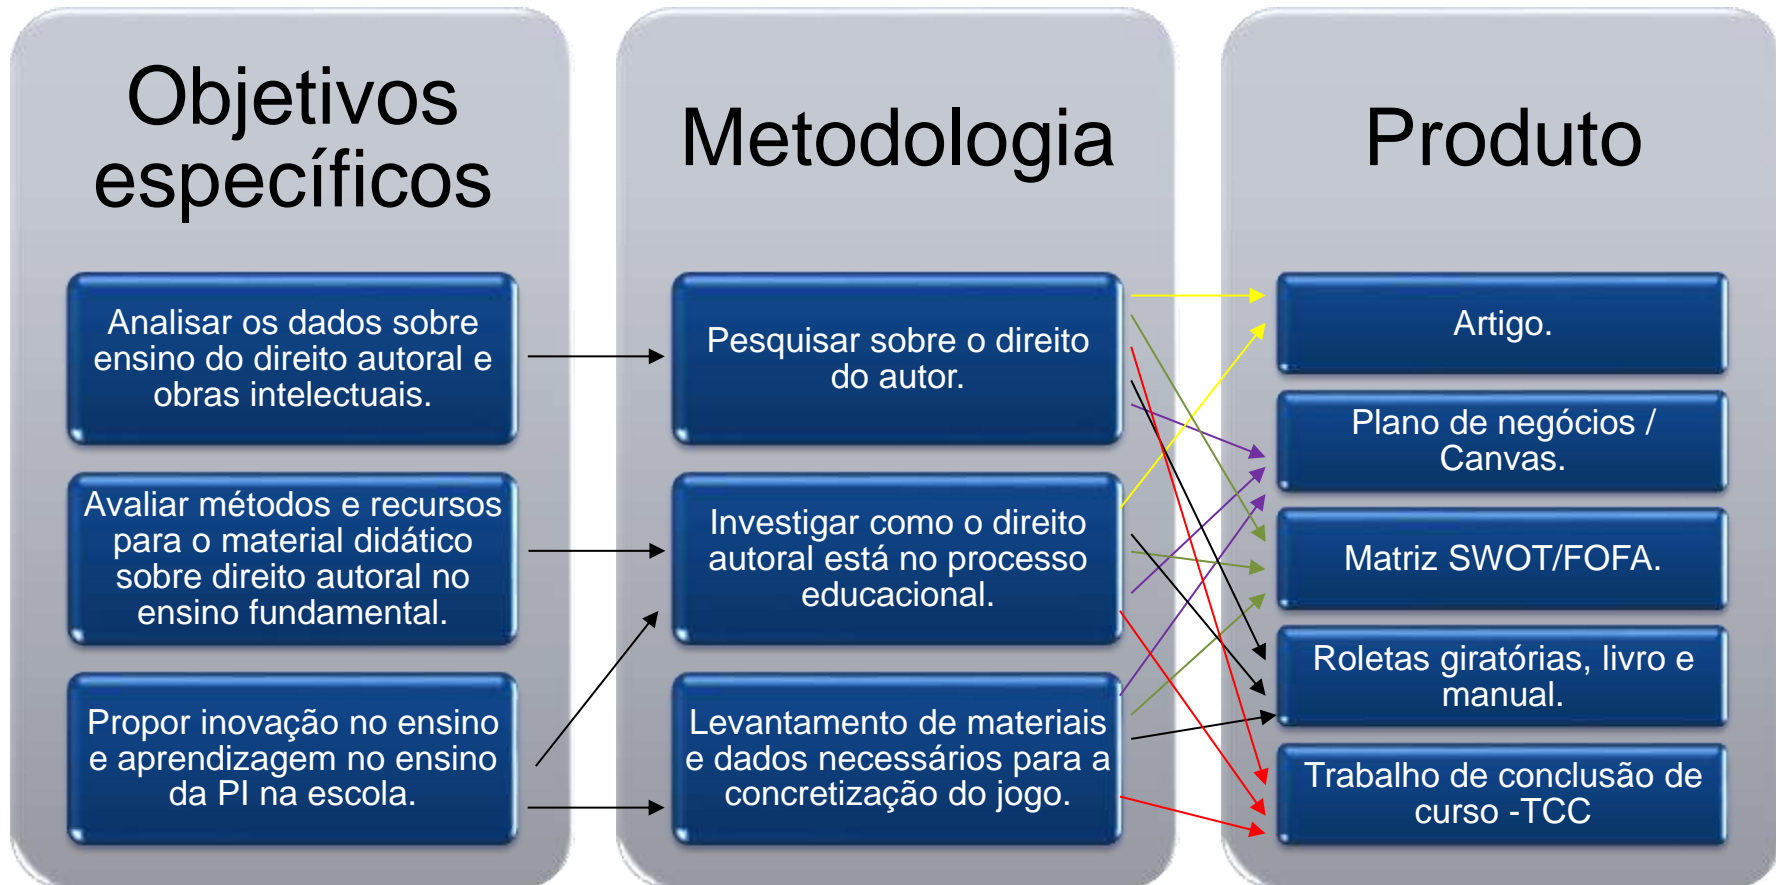 Objetivos
específicos
Analisar os dados sobre
ensino do direito autoral e
obras intelectuais.
Avaliar métodos e recursos
para o material didático
sobre direito autoral no
ensino fundamental.
Propor inovação no ensino
e aprendizagem no ensino
da PI na escola.
Metodologia
Pesquisar sobre o direito
do autor.
Investigar como o direito
autoral está no processo
educacional.
Levantamento de materiais
e dados necessários para a
concretização do jogo.
Produto
Artigo.
Plano de negócios /
Canvas.
Matriz SWOT/FOFA.
Roletas giratórias, livro e
manual.
Trabalho de conclusão de
curso -TCC